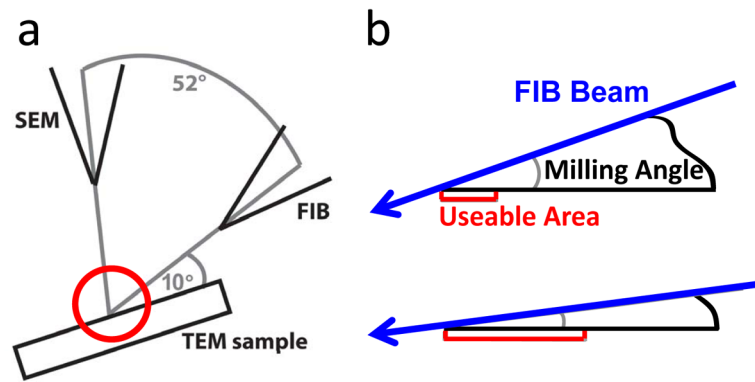 a
52°
SEM
FIB
10°
TEM sample
b
FIB Beam
Milling Angle
Useable Area